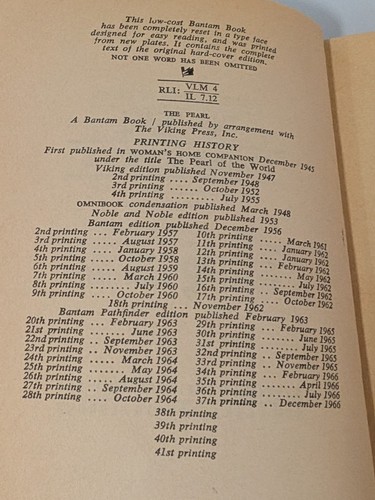 This low-cost Bantam Book
has been completely reset in a type face
designed for easy reading, and was printed
from new plates. It contains the complete
text of the original hard-cover edition.
NOT ONE WORD HAS BEEN OMITTED
RLI: VLM 4
IL 7.12
THE PEARL
A Bantam Book / published by arrangement with
The Viking Press, Inc.
PRINTING HISTORY
First published in WOMAN'S HOME COMPANION December 1945
under the title The Pearl of the World
Viking edition published November 1947
2nd printing .... September 1948
3rd printing ...... October 1952
4th printing ........ July 1955
OMNIBOOK condensation published March 1948
Noble and Noble edition published 1953
Bantam edition published December 1956
2nd printing .. February 1957
3rd printing ..... August 1957
4th printing .... January 1958
5th printing .... October 1958
6th printing ..... August 1959
7th printing ...... March 1960
8th printing ....... July 1960
9th printing .... October 1960
10th printing ..... March 1961
11th printing ... January 1962
12th printing ... January 1962
13th printing .. February 1962
14th printing ...... May 1962
15th printing ...... July 1962
16th printing . September 1962
17th printing ... October 1962
18th printing .... November 1962
Bantam Pathfinder edition published February 1963
20th printing .. February 1963
21st printing ...... June 1963
22nd printing . September 1963
23rd printing . November 1963
24th printing ..... March 1964
25th printing ...... May 1964
26th printing .... August 1964
27th printing . September 1964
28th printing ... October 1964
29th printing .. February 1965
30th printing ...... June 1965
31st printing ...... July 1965
32nd printing .. September 1965
33rd printing .. November 1965
34th printing ... February 1966
35th printing ...... April 1966
36th printing ....... July 1966
37th printing .. December 1966
38th printing
39th printing
40th printing
41st printing